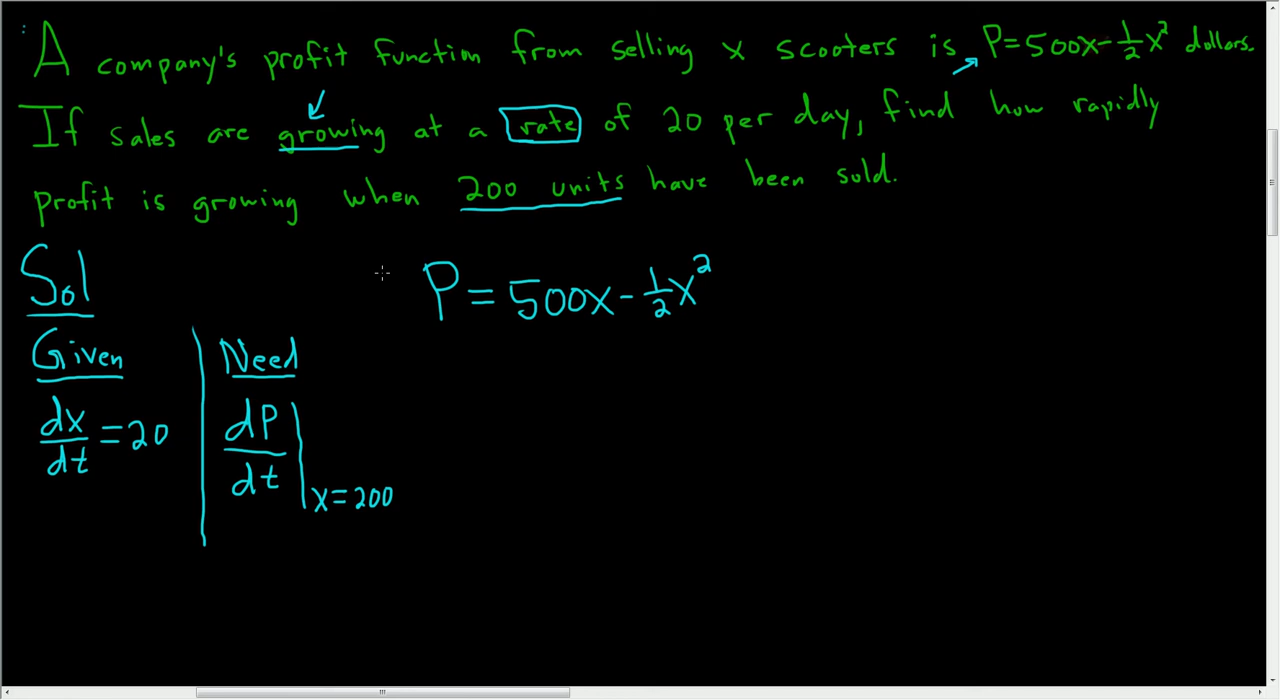 A company's profit function from selling x scooters is P=500x-½x² dollars.
If sales are growing at a rate of 20 per day, find how rapidly
profit is growing when 200 units have been sold.
Sol
P=500x-½x²
Given
Need
dx/dt=20
dP/dt|x=200